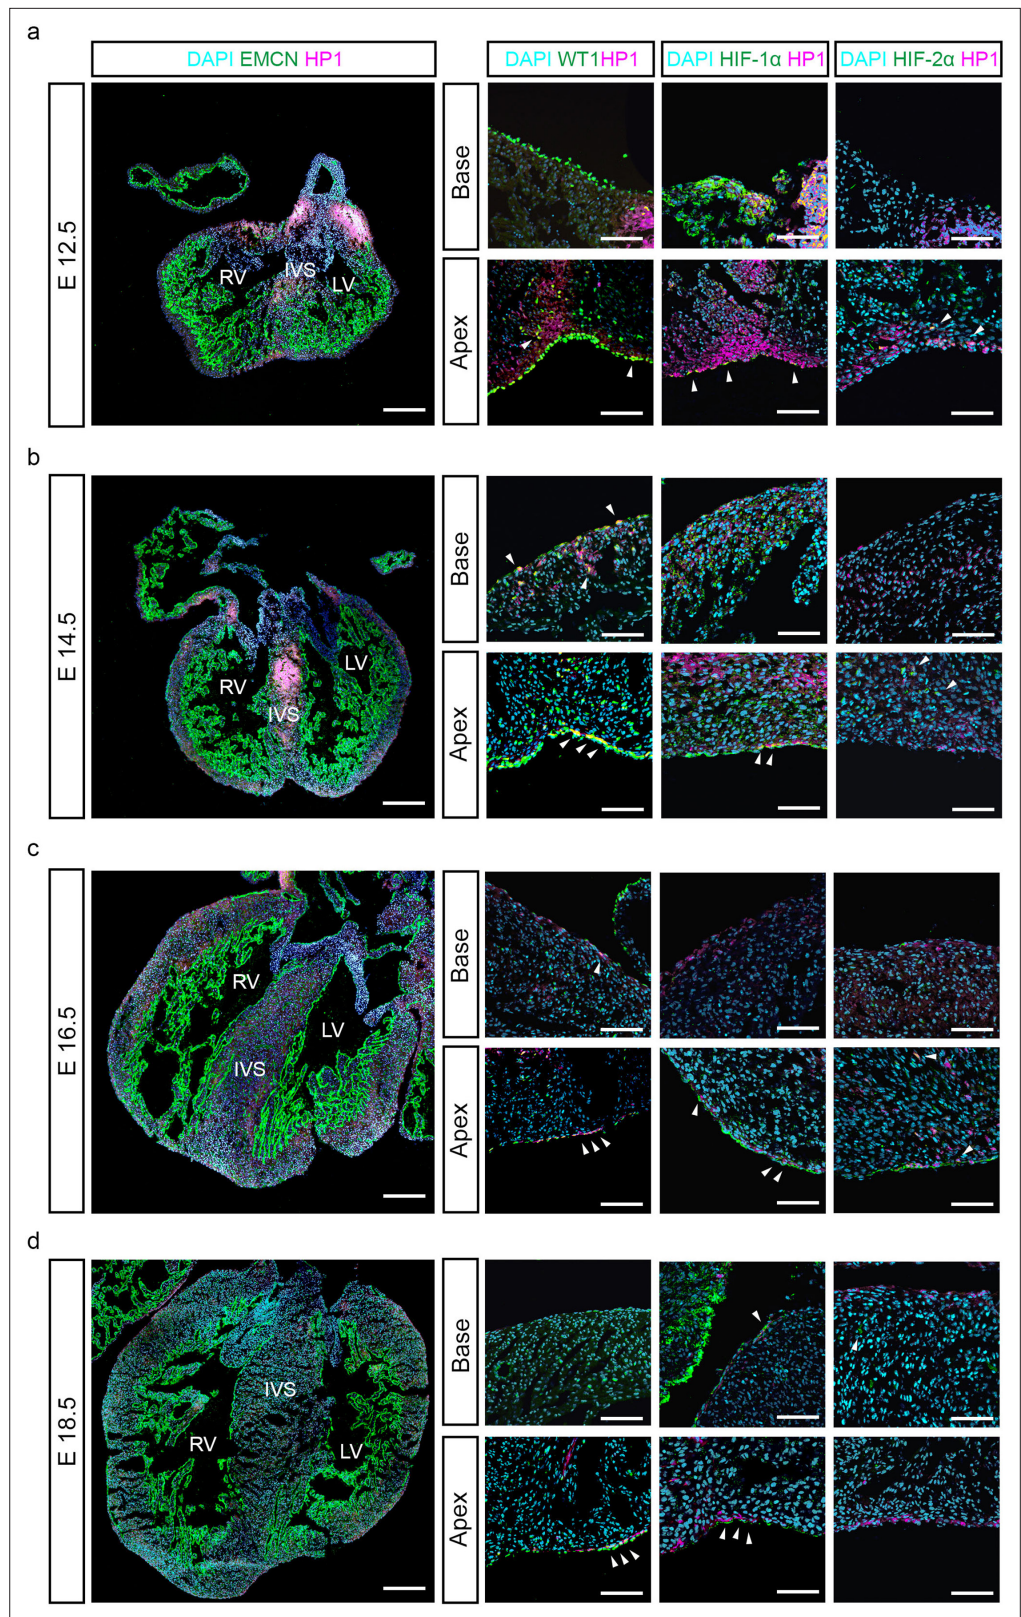 a
DAPI EMCN HP1
DAPI WT1HP1
DAPI HIF-1α HP1
DAPI HIF-2α HP1
E 12.5
RV
IVS
LV
Base
Apex
b
E 14.5
RV
IVS
LV
Base
Apex
c
E 16.5
RV
IVS
LV
Base
Apex
d
E 18.5
RV
IVS
LV
Base
Apex